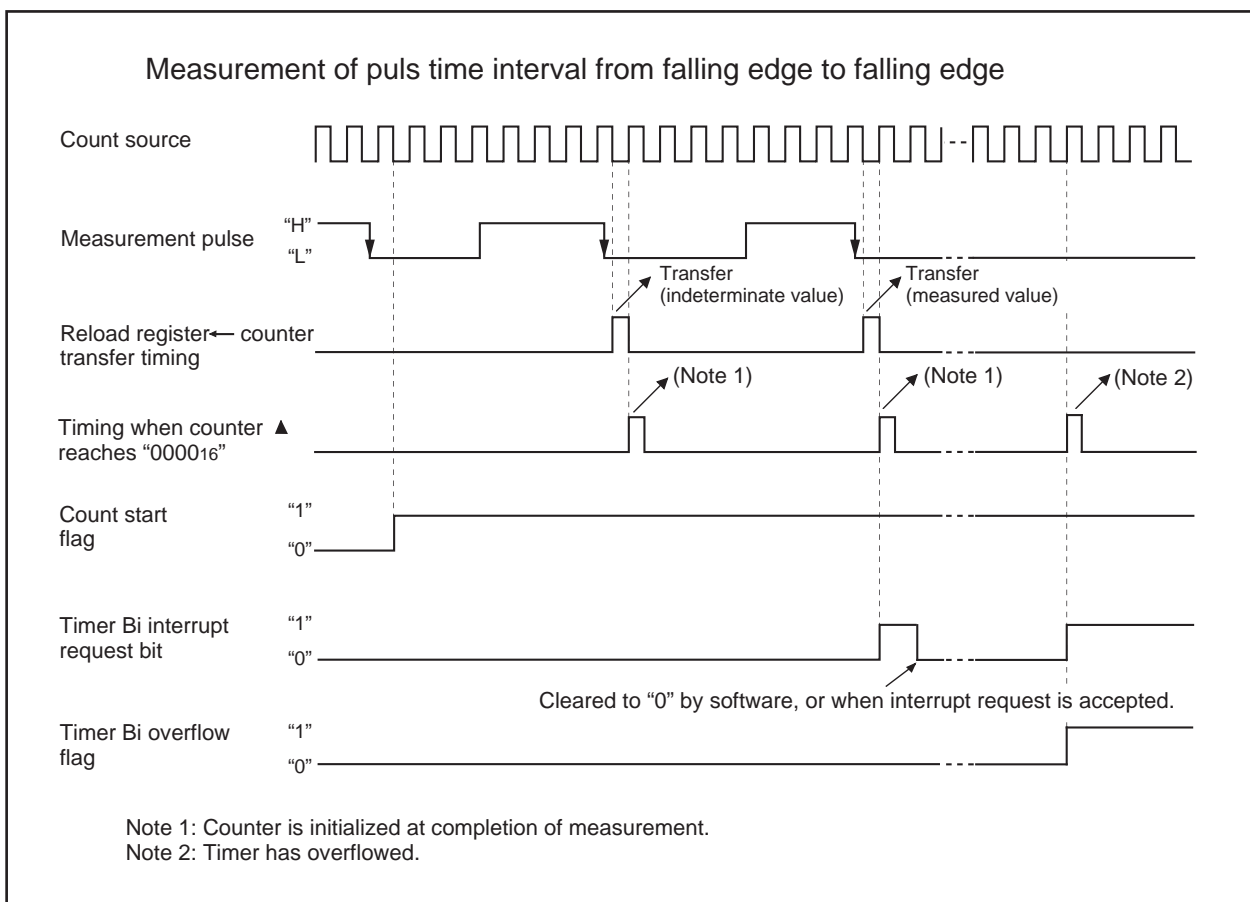 Measurement of puls time interval from falling edge to falling edge
Count source
Measurement pulse
“H”
“L”
Transfer
(indeterminate value)
Transfer
(measured value)
Reload register ← counter
transfer timing
(Note 1)
(Note 1)
(Note 2)
Timing when counter ▲
reaches “000016”
Count start
flag
“1”
“0”
Timer Bi interrupt
request bit
“1”
“0”
Cleared to “0” by software, or when interrupt request is accepted.
Timer Bi overflow
flag
“1”
“0”
Note 1: Counter is initialized at completion of measurement.
Note 2: Timer has overflowed.